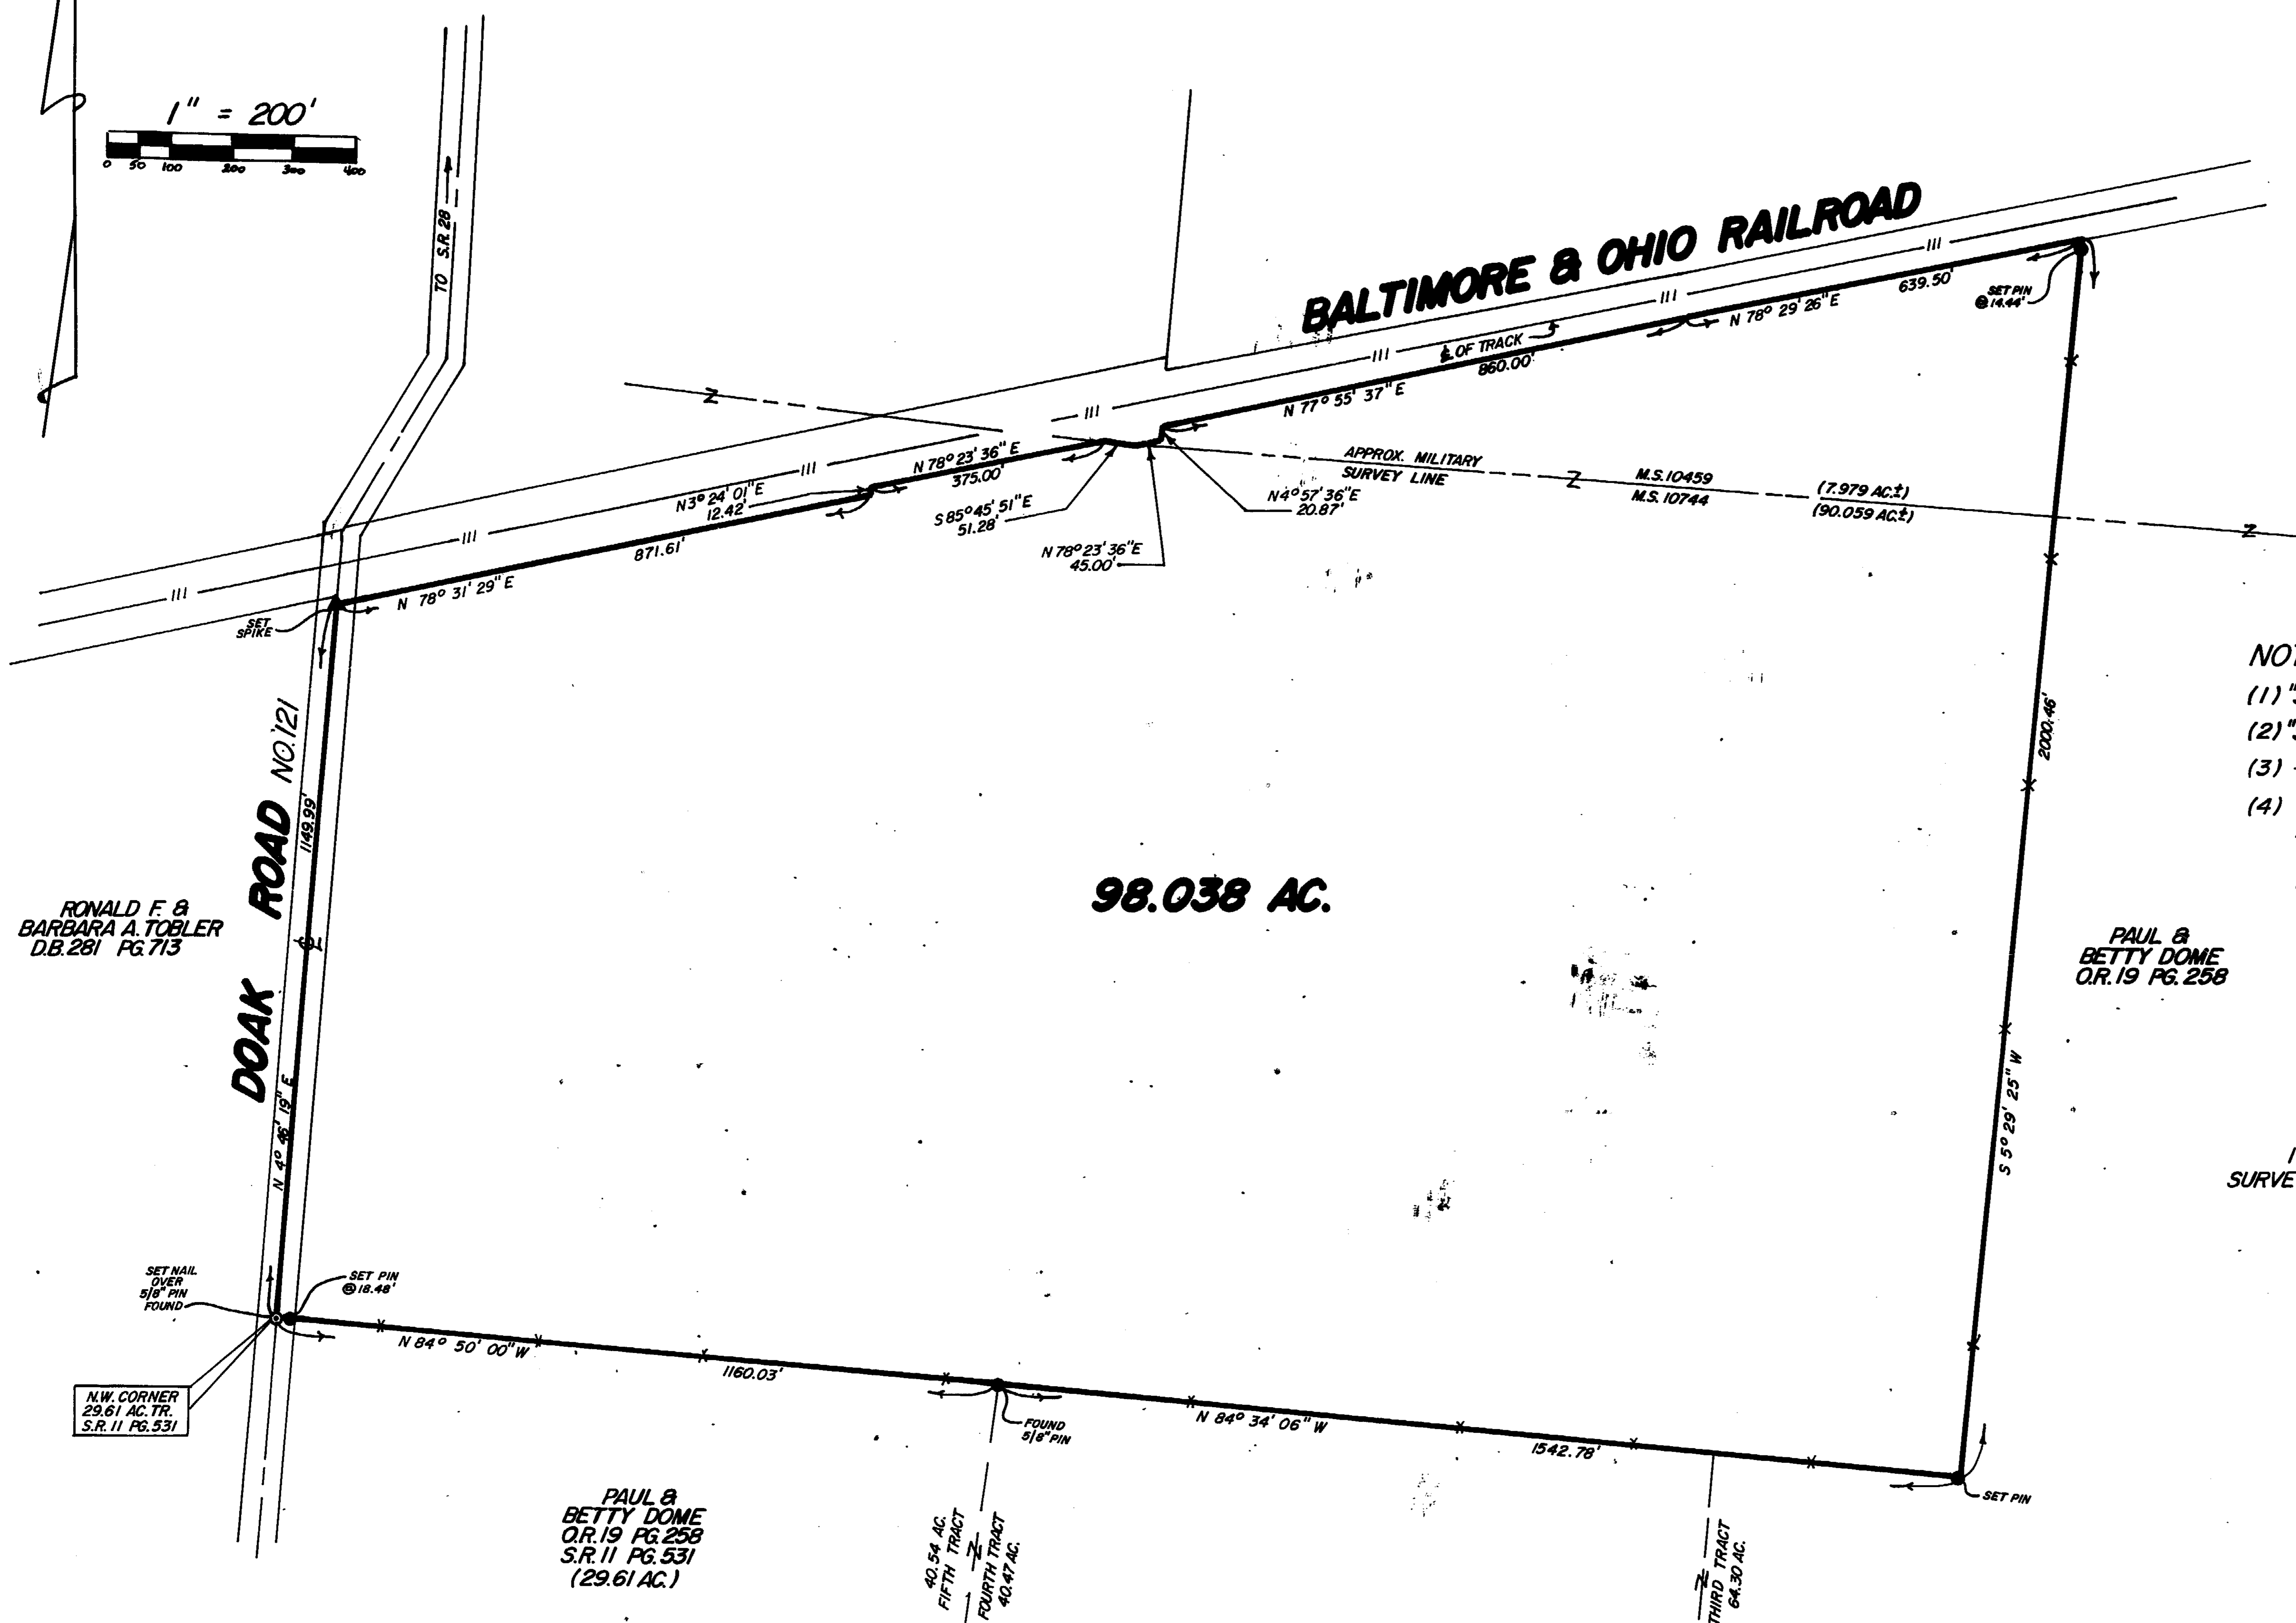 1" = 200'
0 50 100 200 300 400
TO S.R. 28
BALTIMORE & OHIO RAILROAD
639.50'
SET PIN
@ 14.44'
N 78° 29' 26" E
℄ OF TRACK
860.00'
N 77° 55' 37" E
N 78° 23' 36" E
375.00'
APPROX. MILITARY
SURVEY LINE
M.S. 10459
M.S. 10744
(7.979 AC.±)
(90.059 AC.±)
N 3° 24' 01" E
12.42'
S 85° 45' 51" E
51.28'
N 4° 57' 36" E
20.87'
N 78° 23' 36" E
45.00'
871.61'
N 78° 31' 29" E
SET
SPIKE
DOAK ROAD NO. 121
1149.99'
N 4° 46' 19" E
2000.46'
S 5° 29' 25" W
NOT
(1) "S
(2) "S
(3)
(4)
98.038 AC.
RONALD F. &
BARBARA A. TOBLER
D.B. 281 PG. 713
PAUL &
BETTY DOME
O.R. 19 PG. 258
SURVE
SET NAIL
OVER
5/8" PIN
FOUND
SET PIN
@ 18.48'
N 84° 50' 00" W
1160.03'
N.W. CORNER
29.61 AC. TR.
S.R. 11 PG. 531
FOUND
5/8" PIN
N 84° 34' 06" W
1542.78'
SET PIN
PAUL &
BETTY DOME
O.R. 19 PG. 258
S.R. 11 PG. 531
(29.61 AC.)
40.54 AC.
FIFTH TRACT
FOURTH TRACT
40.47 AC.
THIRD TRACT
64.30 AC.